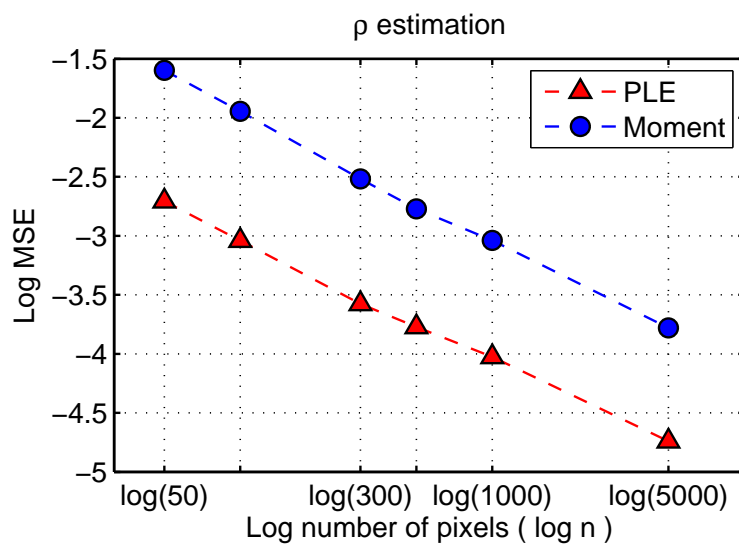 ρ estimation
−1.5
−2
−2.5
−3
−3.5
−4
−4.5
−5
Log MSE
PLE
Moment
log(50) log(300) log(1000) log(5000)
Log number of pixels ( log n )